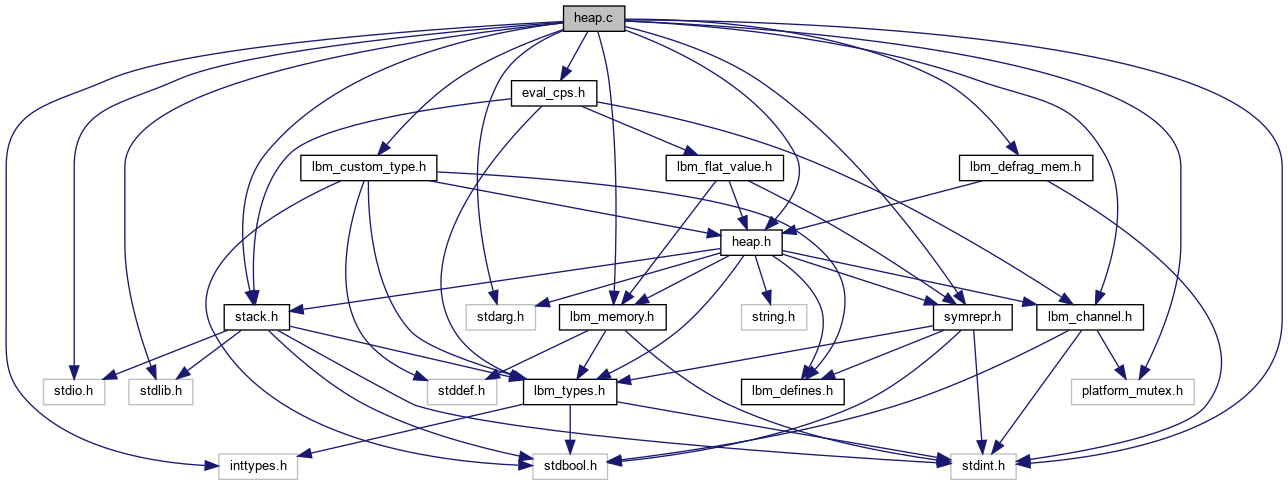 heap.c
eval_cps.h
lbm_custom_type.h
lbm_flat_value.h
lbm_defrag_mem.h
heap.h
stack.h
stdarg.h
lbm_memory.h
string.h
symrepr.h
lbm_channel.h
stdio.h
stdlib.h
stddef.h
lbm_types.h
lbm_defines.h
platform_mutex.h
inttypes.h
stdbool.h
stdint.h